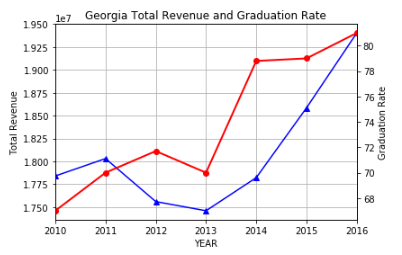 Georgia Total Revenue and Graduation Rate
1e7
1.950
1.925
1.900
1.875
1.850
1.825
1.800
1.775
1.750
Total Revenue
80
78
76
74
72
70
68
Graduation Rate
2010 2011 2012 2013 2014 2015 2016
YEAR